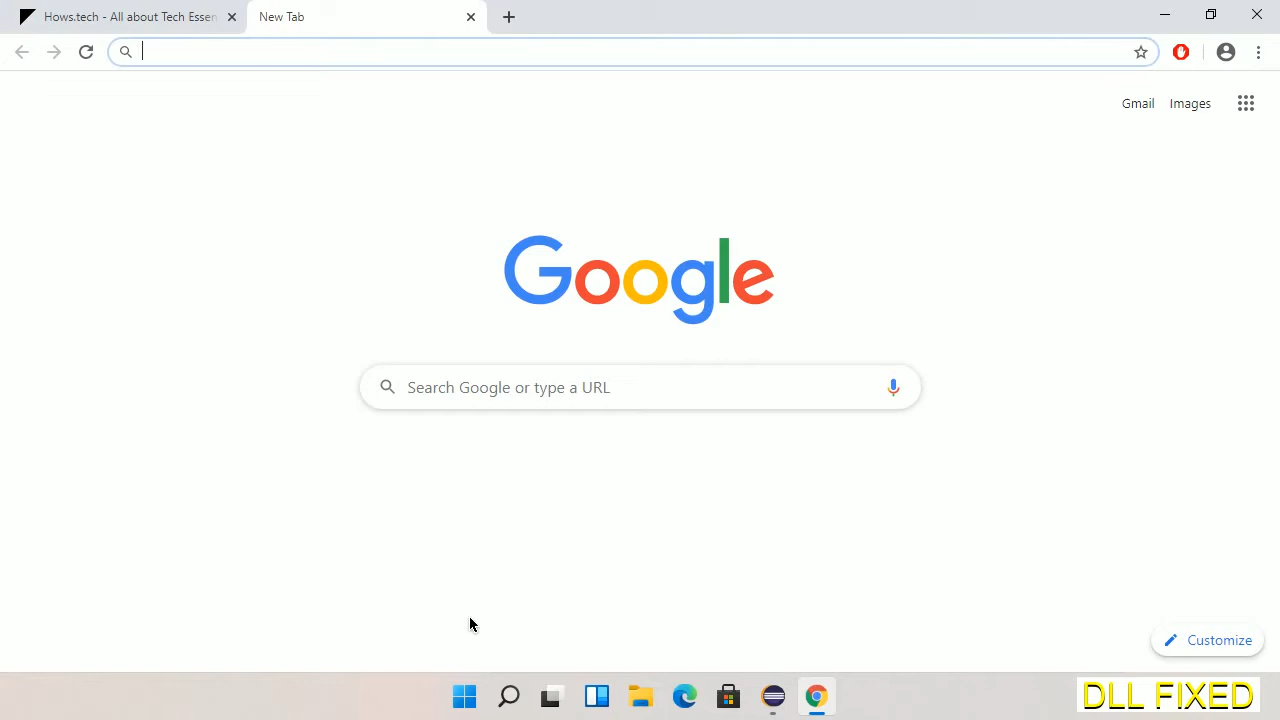 Hows.tech - All about Tech Essen
New Tab
Gmail Images
Google
Search Google or type a URL
Customize
DLL FIXED